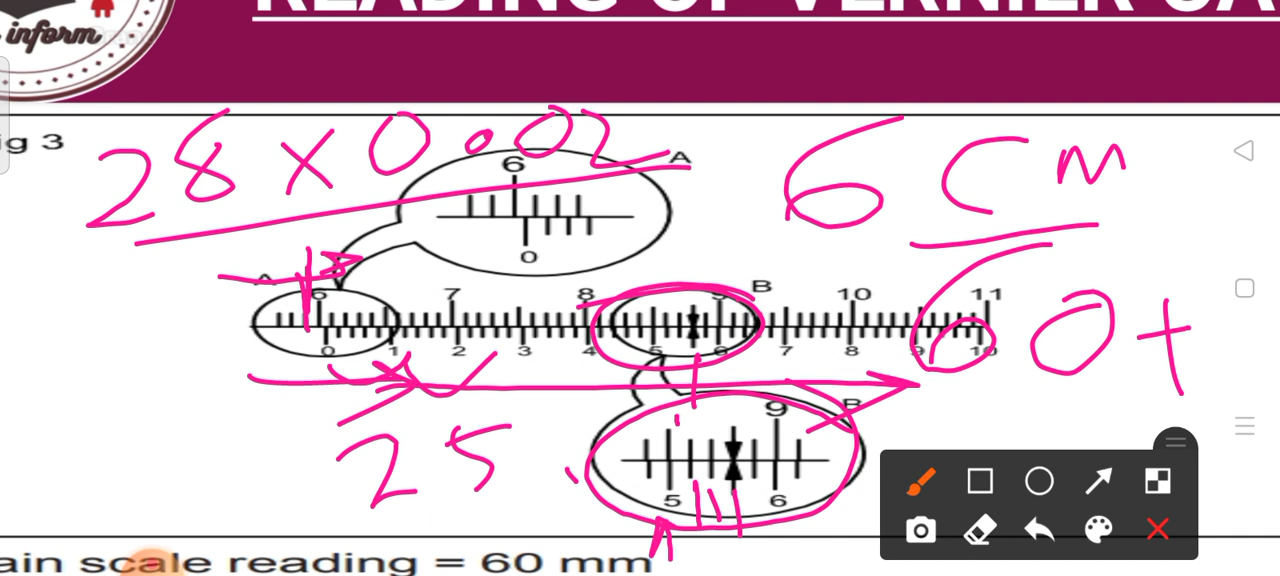 READING OF VERNIER CA
inform
ig 3
28 × 0.02
6 cm
A
6
0
60 +
A
B
6 7 8 9 10 11
0 1 2 3 4 5 6 7 8 9 10
25
B
9
5 6
ain scale reading = 60 mm